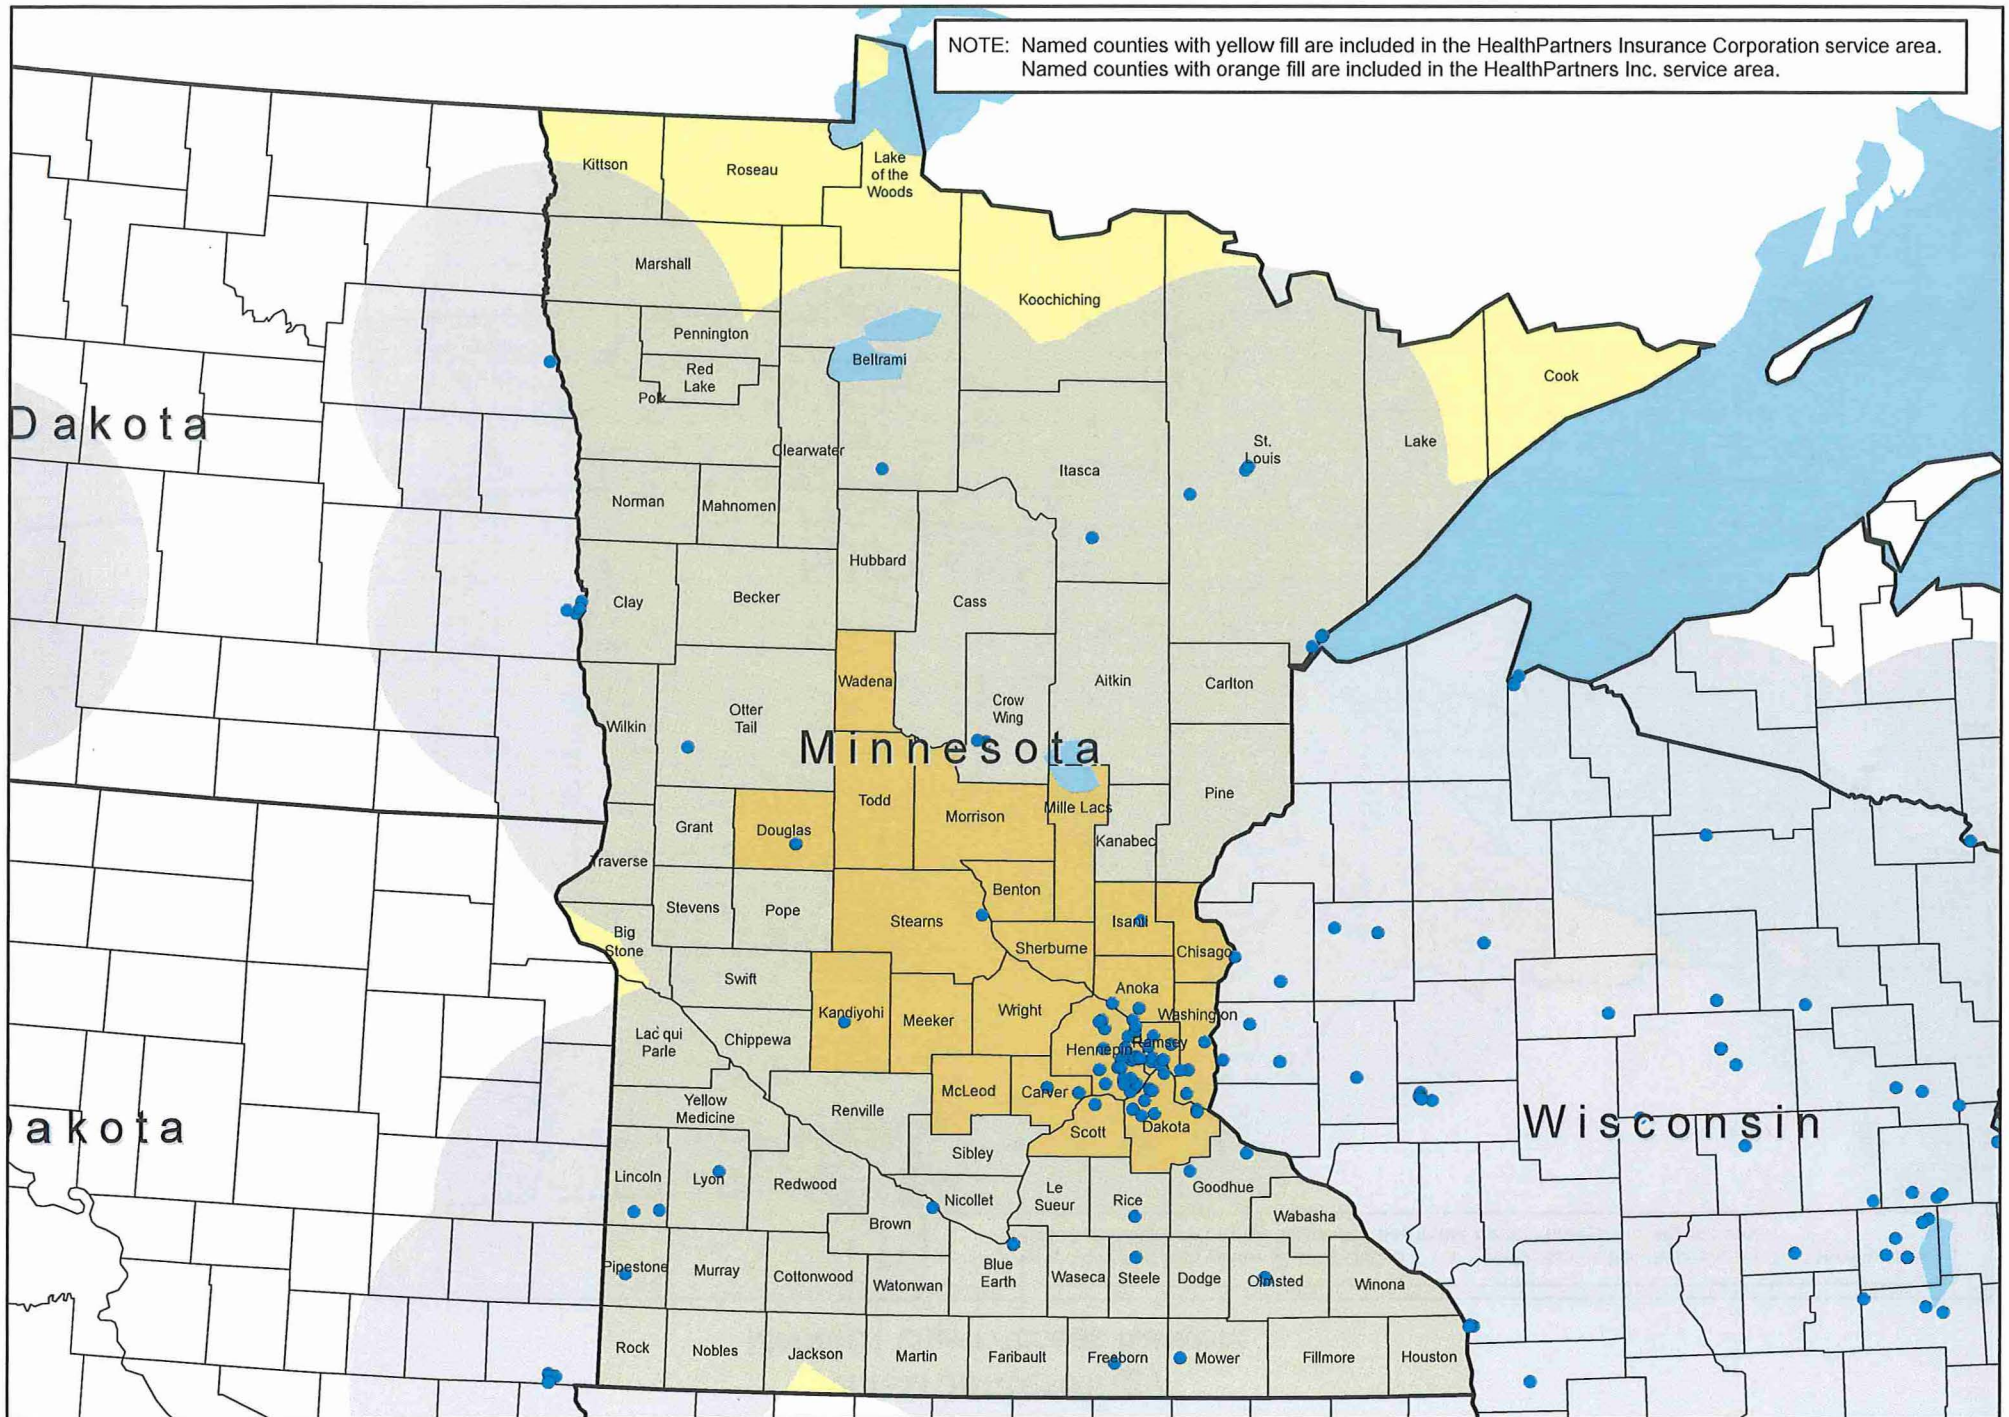 NOTE: Named counties with yellow fill are included in the HealthPartners Insurance Corporation service area.
Named counties with orange fill are included in the HealthPartners Inc. service area.
Kittson
Roseau
Lake
of the
Woods
Marshall
Koochiching
Pennington
Red
Lake
Beltrami
Cook
Polk
Dakota
Clearwater
St.
Louis
Lake
Itasca
Norman
Mahnomen
Hubbard
Clay
Becker
Cass
Wadena
Aitkin
Carlton
Otter
Tail
Crow
Wing
Wilkin
Minnesota
Pine
Todd
Morrison
Mille Lacs
Grant
Douglas
Kanabec
Traverse
Benton
Stevens
Pope
Stearns
Isanti
Big
Stone
Sherburne
Chisago
Swift
Anoka
Kandiyohi
Meeker
Wright
Washington
Lac qui
Parle
Chippewa
Hennepin
Ramsey
McLeod
Carver
Yellow
Medicine
Renville
Dakota
Scott
Dakota
Wisconsin
Sibley
Lincoln
Lyon
Redwood
Nicollet
Le
Sueur
Rice
Goodhue
Brown
Wabasha
Pipestone
Murray
Cottonwood
Watonwan
Blue
Earth
Waseca
Steele
Dodge
Olmsted
Winona
Rock
Nobles
Jackson
Martin
Faribault
Freeborn
Mower
Fillmore
Houston